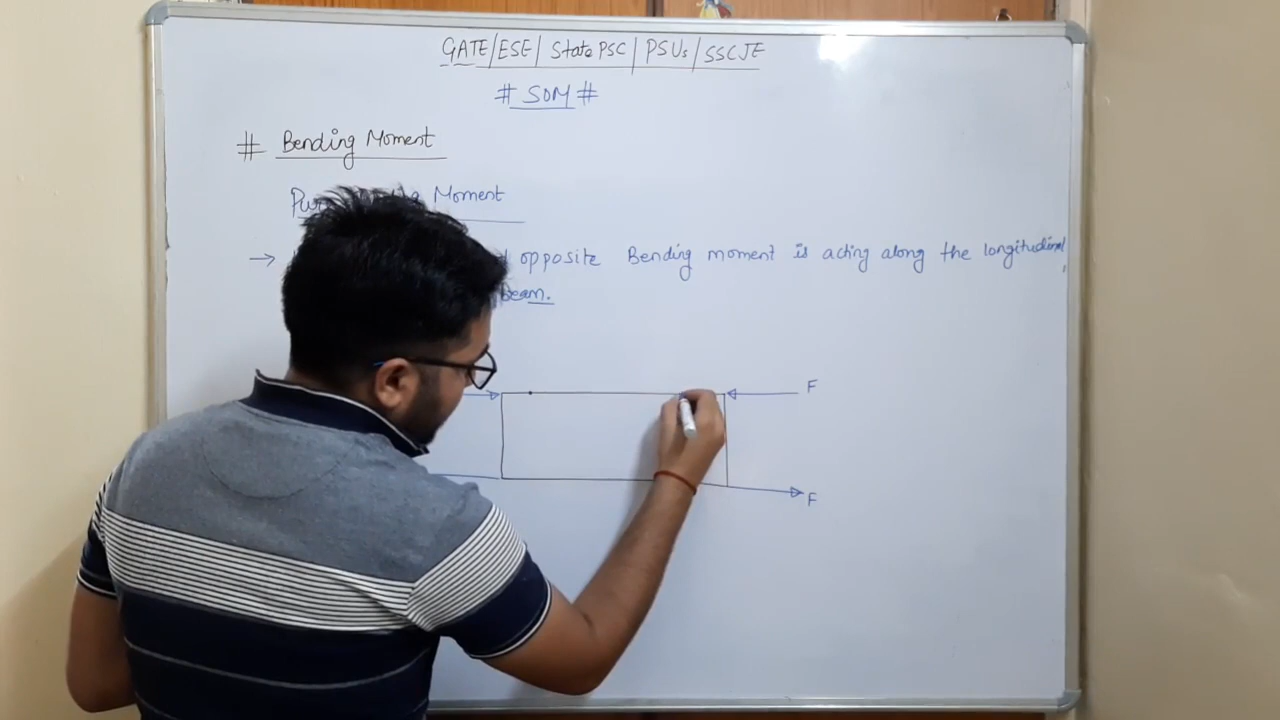 GATE/ESE/ State PSC/ PSUs/ SSCJE
# SOM #
# Bending Moment
Moment
→ opposite Bending moment is acting along the longitudinal
beam.
F
F